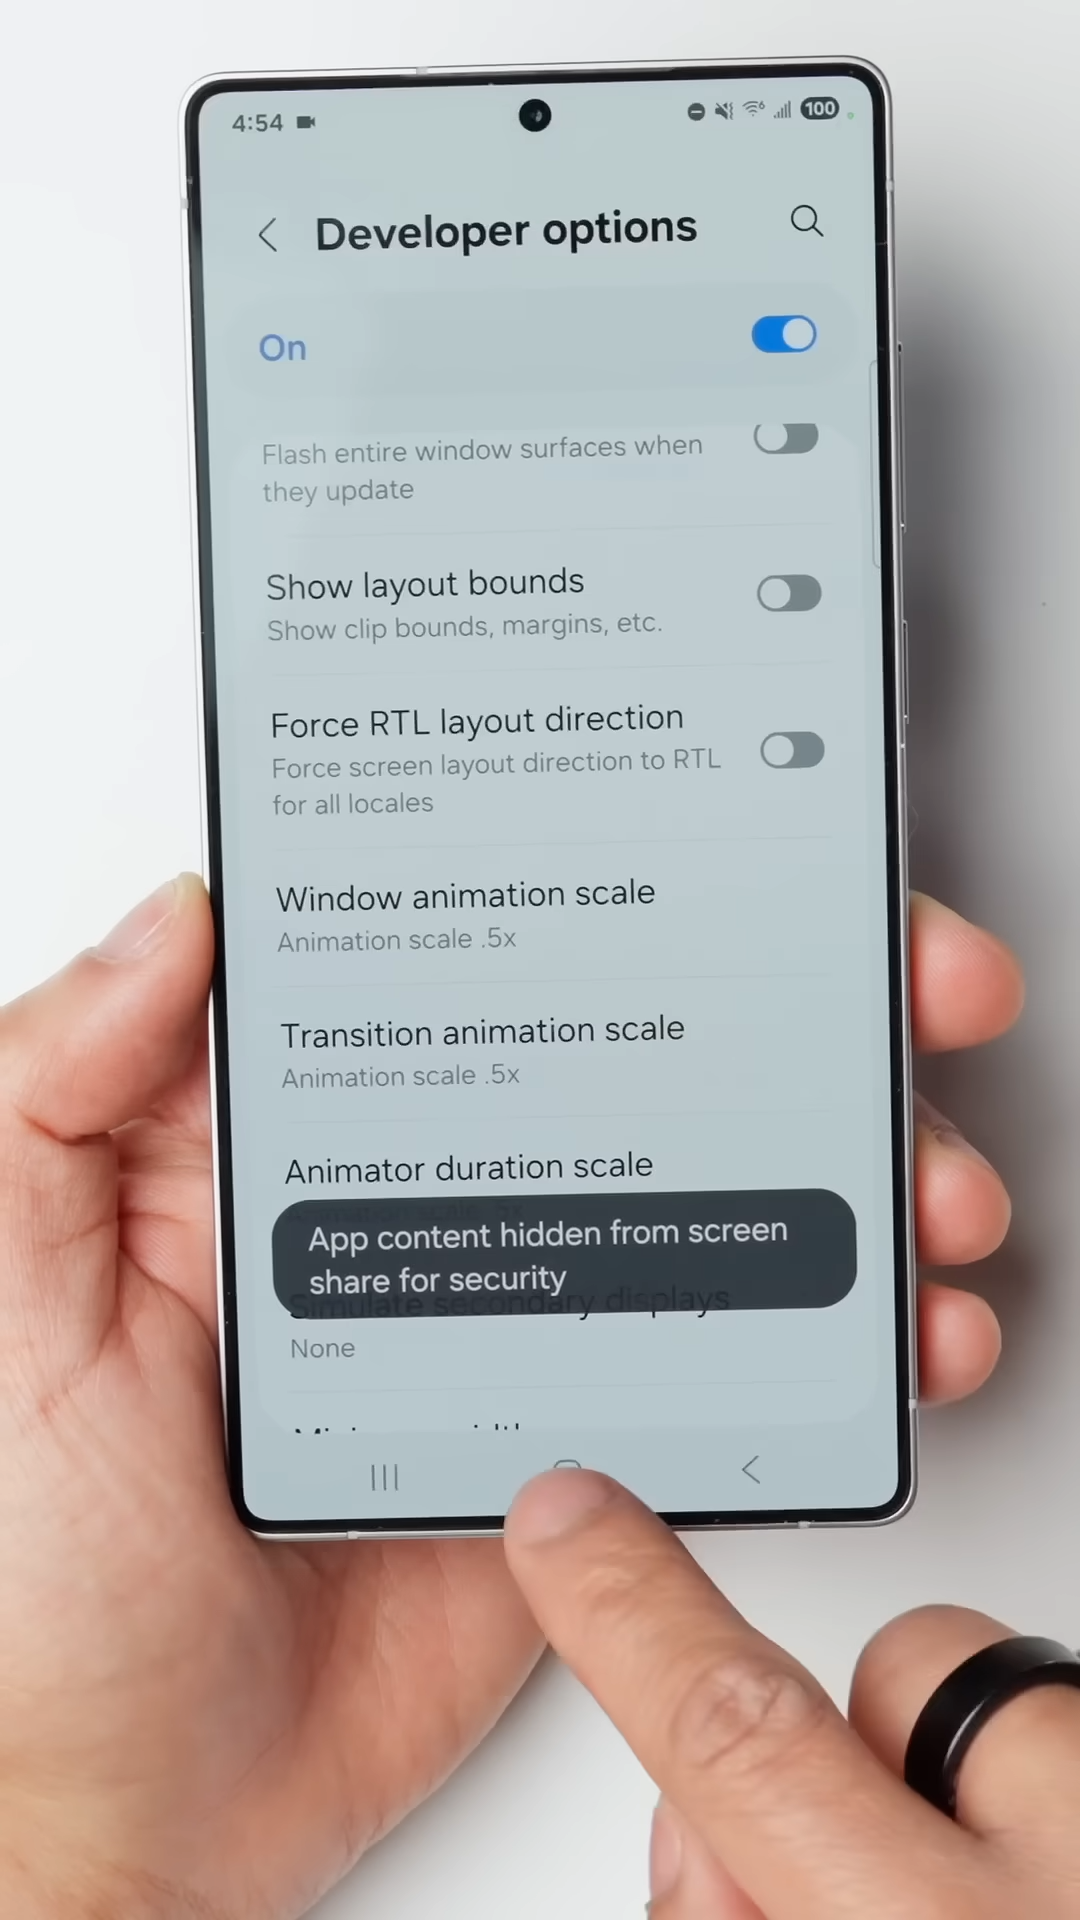 4:54
100
Developer options
On
Flash entire window surfaces when
they update
Show layout bounds
Show clip bounds, margins, etc.
Force RTL layout direction
Force screen layout direction to RTL
for all locales
Window animation scale
Animation scale .5x
Transition animation scale
Animation scale .5x
Animator duration scale
Animation scale .5x
App content hidden from screen
share for security
Simulate secondary displays
None